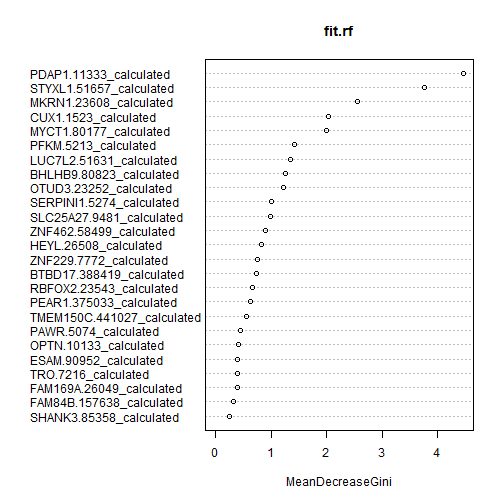 fit.rf
PDAP1.11333_calculated
STYXL1.51657_calculated
MKRN1.23608_calculated
CUX1.1523_calculated
MYCT1.80177_calculated
PFKM.5213_calculated
LUC7L2.51631_calculated
BHLHB9.80823_calculated
OTUD3.23252_calculated
SERPINI1.5274_calculated
SLC25A27.9481_calculated
ZNF462.58499_calculated
HEYL.26508_calculated
ZNF229.7772_calculated
BTBD17.388419_calculated
RBFOX2.23543_calculated
PEAR1.375033_calculated
TMEM150C.441027_calculated
PAWR.5074_calculated
OPTN.10133_calculated
ESAM.90952_calculated
TRO.7216_calculated
FAM169A.26049_calculated
FAM84B.157638_calculated
SHANK3.85358_calculated
0 1 2 3 4
MeanDecreaseGini